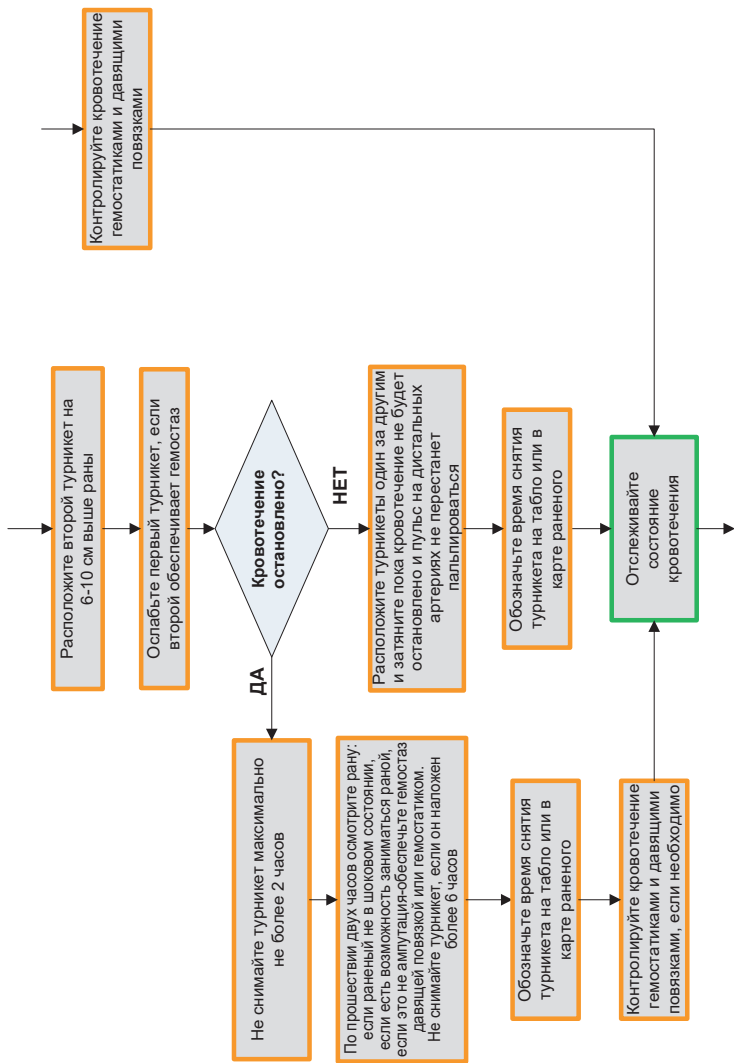 Расположите второй турникет на
6-10 см выше раны
Ослабьте первый турникет, если
второй обеспечивает гемостаз
Кровотечение
остановлено?
ДА
НЕТ
Не снимайте турникет максимально
не более 2 часов
По прошествии двух часов осмотрите рану:
если раненый не в шоковом состоянии,
если есть возможность заниматься раной,
если это не ампутация-обеспечьте гемостаз
давящей повязкой или гемостатиком.
Не снимайте турникет, если он наложен
более 6 часов
Обозначьте время снятия
турникета на табло или в
карте раненого
Контролируйте кровотечение
гемостатиками и давящими
повязками, если необходимо
Расположите турникеты один за другим
и затяните пока кровотечение не будет
остановлено и пульс на дистальных
артериях не перестанет
пальпироваться
Обозначьте время снятия
турникета на табло или в
карте раненого
Отслеживайте
состояние
кровотечения
Контролируйте кровотечение
гемостатиками и давящими
повязками